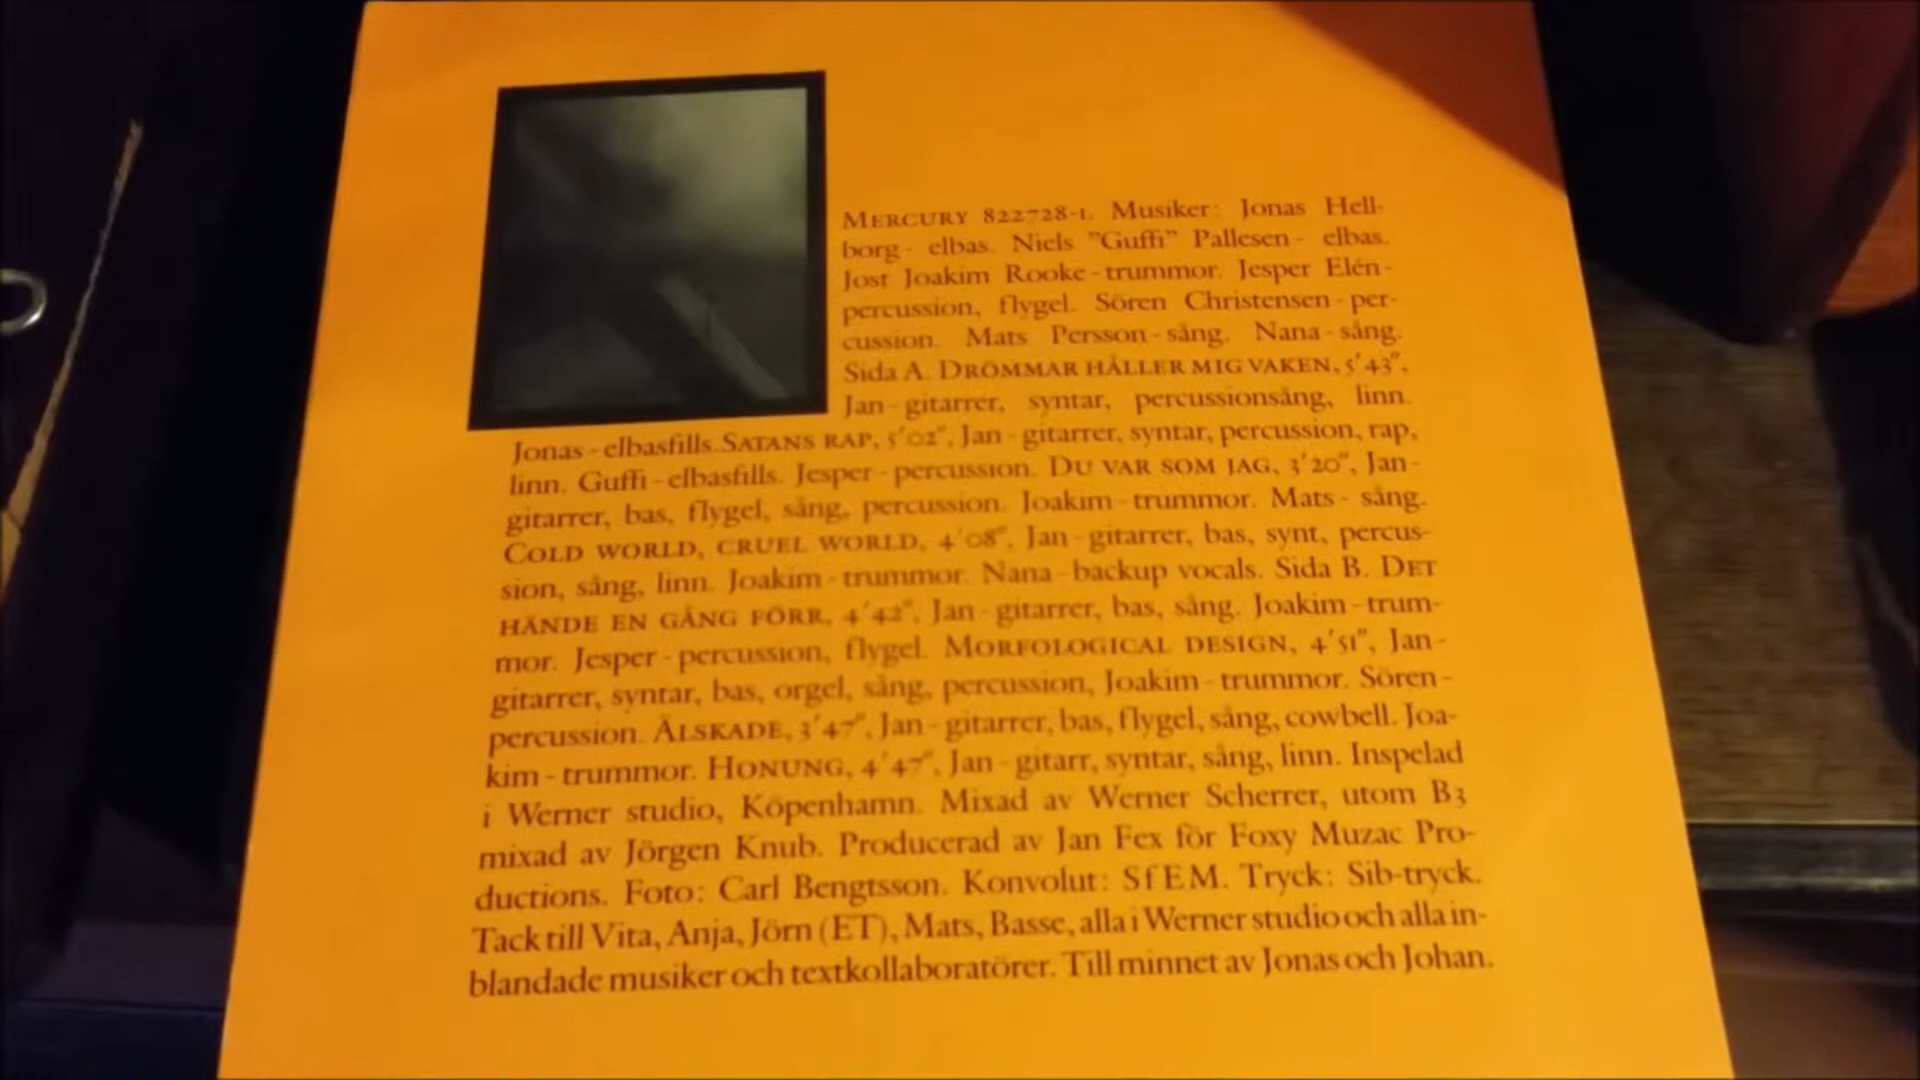 MERCURY 822728-1. Musiker: Jonas Hell-
borg - elbas. Niels ”Guffi” Pallesen - elbas.
Jost Joakim Rooke - trummor. Jesper Elén -
percussion, flygel. Sören Christensen - per-
cussion. Mats Persson - sång. Nana - sång.
Sida A. DRÖMMAR HÅLLER MIG VAKEN, 5'43",
Jan - gitarrer, syntar, percussionsång, linn.
Jonas - elbasfills. SATANS RAP, 5'02", Jan - gitarrer, syntar, percussion, rap,
linn. Guffi - elbasfills. Jesper - percussion. DU VAR SOM JAG, 3'20", Jan -
gitarrer, bas, flygel, sång, percussion. Joakim - trummor. Mats - sång.
COLD WORLD, CRUEL WORLD, 4'08", Jan - gitarrer, bas, synt, percus-
sion, sång, linn. Joakim - trummor. Nana - backup vocals. Sida B. DET
HÄNDE EN GÅNG FÖRR, 4'42", Jan - gitarrer, bas, sång. Joakim - trum-
mor. Jesper - percussion, flygel. MORFOLOGICAL DESIGN, 4'51", Jan -
gitarrer, syntar, bas, orgel, sång, percussion, Joakim - trummor. Sören -
percussion. ÄLSKADE, 3'47", Jan - gitarrer, bas, flygel, sång, cowbell. Joa-
kim - trummor. HONUNG, 4'47", Jan - gitarr, syntar, sång, linn. Inspelad
i Werner studio, Köpenhamn. Mixad av Werner Scherrer, utom B3
mixad av Jörgen Knub. Producerad av Jan Fex för Foxy Muzac Pro-
ductions. Foto: Carl Bengtsson. Konvolut: SfEM. Tryck: Sib-tryck.
Tack till Vita, Anja, Jörn (ET), Mats, Basse, alla i Werner studio och alla in-
blandade musiker och textkollaboratörer. Till minnet av Jonas och Johan.